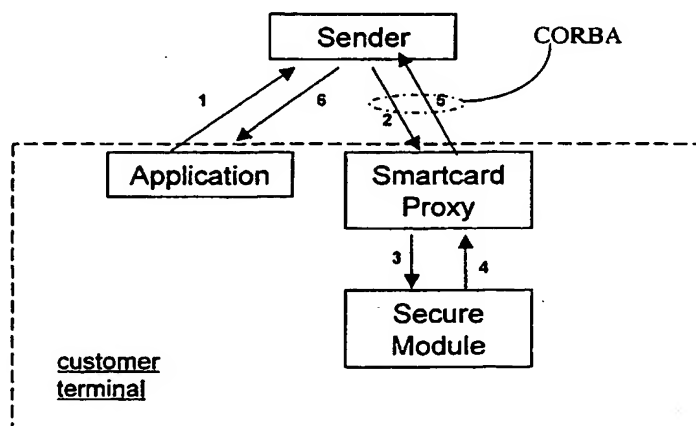 Sender
CORBA
1
6
2
5
Application
Smartcard
Proxy
3
4
Secure
Module
customer
terminal